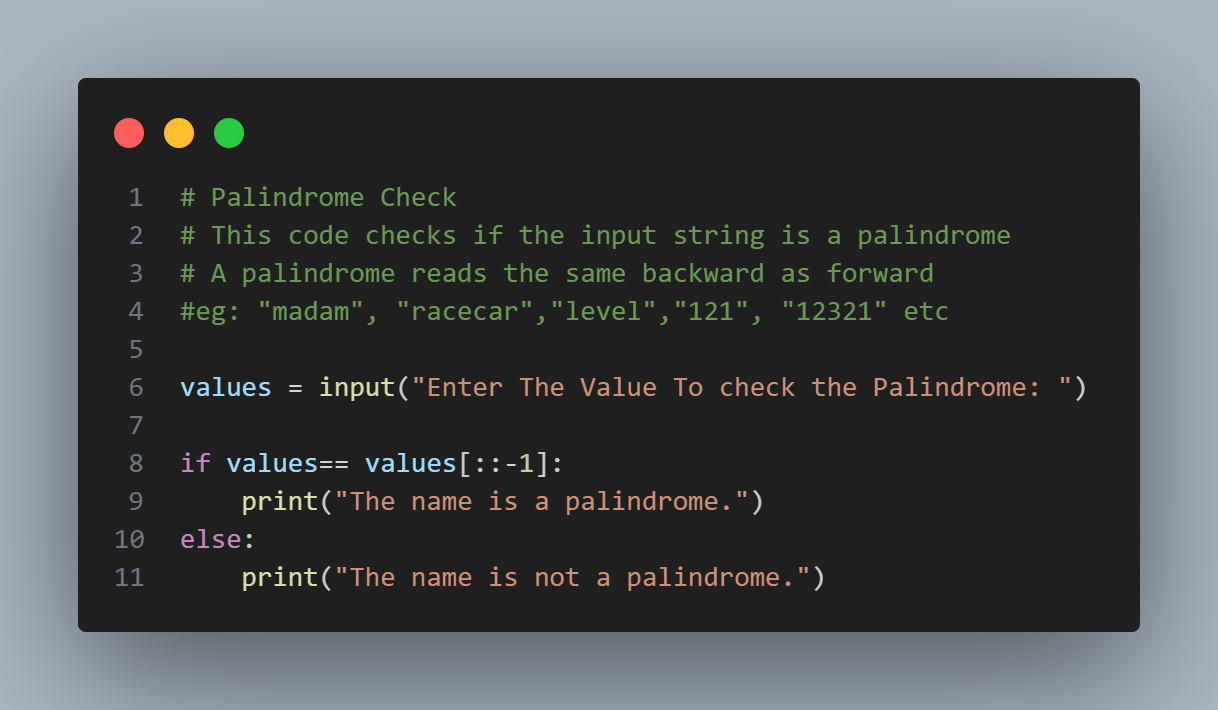 1 # Palindrome Check
2 # This code checks if the input string is a palindrome
3 # A palindrome reads the same backward as forward
4 #eg: "madam", "racecar","level","121", "12321" etc
5
6 values = input("Enter The Value To check the Palindrome: ")
7
8 if values== values[::-1]:
9     print("The name is a palindrome.")
10 else:
11     print("The name is not a palindrome.")